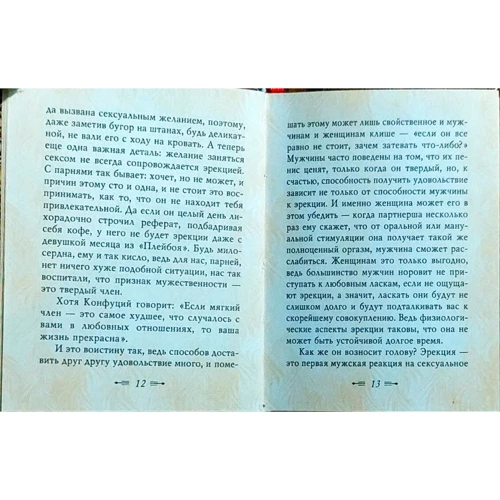 да вызвана сексуальным желанием, поэтому,
даже заметив бугор на штанах, будь деликат-
ной, не вали его с ходу на кровать. А теперь
еще одна важная деталь: желание заняться
сексом не всегда сопровождается эрекцией.
С парнями так бывает: хочет, но не может, и
причин этому сто и одна, и не стоит это вос-
принимать, как то, что он не находит тебя
привлекательной. Да если он целый день ли-
хорадочно строчил реферат, подбадривая
себя кофе, у него не будет эрекции даже с
девушкой месяца из «Плейбоя». Будь мило-
сердна, ему и так кисло, ведь для нас, парней,
нет ничего хуже подобной ситуации, нас так
воспитали, что признак мужественности —
это твердый член.
Хотя Конфуций говорит: «Если мягкий
член — это самое худшее, что случалось с
вами в любовных отношениях, то ваша
жизнь прекрасна».
И это воистину так, ведь способов доста-
вить друг другу удовольствие много, и поме-
12
шать этому может лишь свойственное и муж-
чинам и женщинам клише — «если он все
равно не стоит, зачем затевать что-либо?»
Мужчины часто поведены на том, что их пе-
нис ценят, только когда он твердый, но, к
счастью, способность получить удовольствие
зависит не только от способности мужчины
к эрекции. И именно женщина может его в
этом убедить — когда партнерша несколько
раз ему скажет, что от оральной или ману-
альной стимуляции она получает такой же
полноценный оргазм, мужчина сможет рас-
слабиться. Женщинам это только выгодно,
ведь большинство мужчин норовит не при-
ступать к любовным ласкам, если не ощуща-
ют эрекции, а значит, ласкать они будут не
слишком долго и будут подталкивать вас к
скорейшему совокуплению. Ведь физиологи-
ческие аспекты эрекции таковы, что она не
может быть устойчивой долгое время.
Как же он возносит голову? Эрекция —
это первая мужская реакция на сексуальное
13